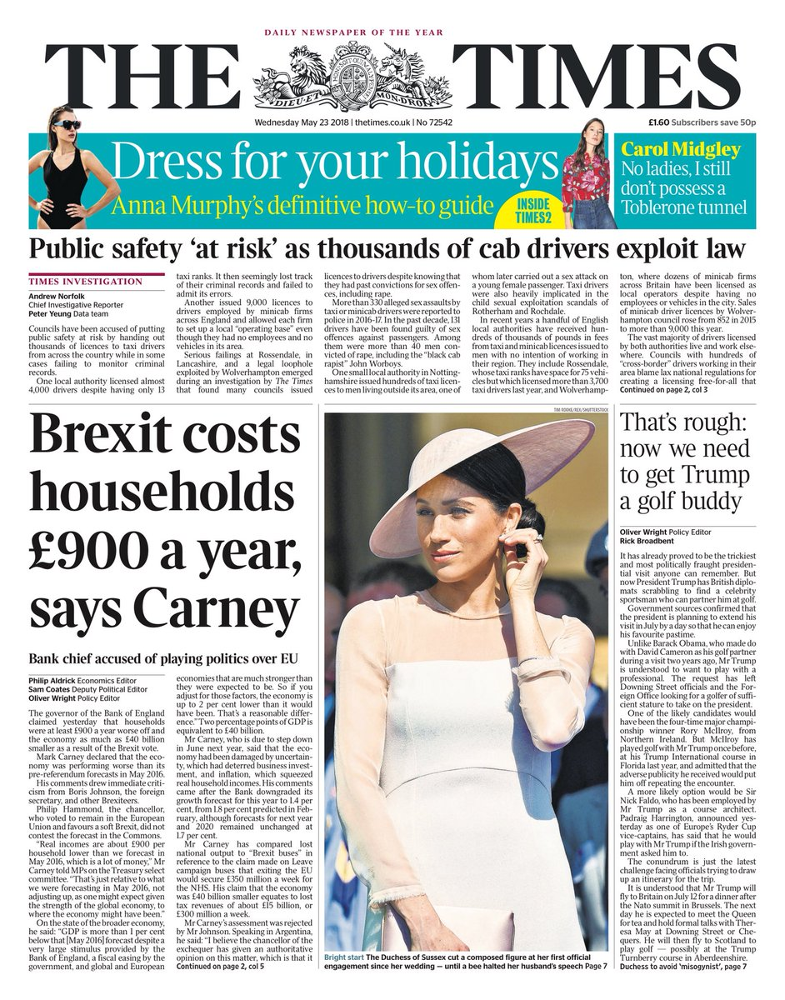 DAILY NEWSPAPER OF THE YEAR
THE TIMES
DIEU ET MON DROIT
Wednesday May 23 2018 | thetimes.co.uk | No 72542
£1.60 Subscribers save 50p
Dress for your holidays
Anna Murphy's definitive how-to guide
INSIDE
TIMES2
Carol Midgley
No ladies, I still
don't possess a
Toblerone tunnel
Public safety ‘at risk’ as thousands of cab drivers exploit law
TIMES INVESTIGATION
Andrew Norfolk
Chief Investigative Reporter
Peter Yeung Data team
Councils have been accused of putting
public safety at risk by handing out
thousands of licences to taxi drivers
from across the country while in some
cases failing to monitor criminal
records.
One local authority licensed almost
4,000 drivers despite having only 13
taxi ranks. It then seemingly lost track
of their criminal records and failed to
admit its errors.
Another issued 9,000 licences to
drivers employed by minicab firms
across England and allowed each firm
to set up a local “operating base” even
though they had no employees and no
vehicles in its area.
Serious failings at Rossendale, in
Lancashire, and a legal loophole
exploited by Wolverhampton emerged
during an investigation by The Times
that found many councils issued
licences to drivers despite knowing that
they had past convictions for sex offen-
ces, including rape.
More than 330 alleged sex assaults by
taxi or minicab drivers were reported to
police in 2016-17. In the past decade, 131
drivers have been found guilty of sex
offences against passengers. Among
them were more than 40 men con-
victed of rape, including the “black cab
rapist” John Worboys.
One small local authority in Notting-
hamshire issued hundreds of taxi licen-
ces to men living outside its area, one of
whom later carried out a sex attack on
a young female passenger. Taxi drivers
were also heavily implicated in the
child sexual exploitation scandals of
Rotherham and Rochdale.
In recent years a handful of English
local authorities have received hun-
dreds of thousands of pounds in fees
from taxi and minicab licences issued to
men with no intention of working in
their region. They include Rossendale,
whose taxi ranks have space for 75 vehi-
cles but which licensed more than 3,700
taxi drivers last year, and Wolverhamp-
ton, where dozens of minicab firms
across Britain have been licensed as
local operators despite having no
employees or vehicles in the city. Sales
of minicab driver licences by Wolver-
hampton council rose from 852 in 2015
to more than 9,000 this year.
The vast majority of drivers licensed
by both authorities live and work else-
where. Councils with hundreds of
“cross-border” drivers working in their
area blame lax national regulations for
creating a licensing free-for-all that
Continued on page 2, col 3
Brexit costs
households
£900 a year,
says Carney
Bank chief accused of playing politics over EU
Philip Aldrick Economics Editor
Sam Coates Deputy Political Editor
Oliver Wright Policy Editor
The governor of the Bank of England
claimed yesterday that households
were at least £900 a year worse off and
the economy as much as £40 billion
smaller as a result of the Brexit vote.
Mark Carney declared that the eco-
nomy was performing worse than its
pre-referendum forecasts in May 2016.
His comments drew immediate criti-
cism from Boris Johnson, the foreign
secretary, and other Brexiteers.
Philip Hammond, the chancellor,
who voted to remain in the European
Union and favours a soft Brexit, did not
contest the forecast in the Commons.
“Real incomes are about £900 per
household lower than we forecast in
May 2016, which is a lot of money,” Mr
Carney told MPs on the Treasury select
committee. “That's just relative to what
we were forecasting in May 2016, not
adjusting up, as one might expect given
the strength of the global economy, to
where the economy might have been.”
On the state of the broader economy,
he said: “GDP is more than 1 per cent
below that [May 2016] forecast despite a
very large stimulus provided by the
Bank of England, a fiscal easing by the
government, and global and European
economies that are much stronger than
they were expected to be. So if you
adjust for those factors, the economy is
up to 2 per cent lower than it would
have been. That's a reasonable differ-
ence.” Two percentage points of GDP is
equivalent to £40 billion.
Mr Carney, who is due to step down
in June next year, said that the eco-
nomy had been damaged by uncertain-
ty, which had deterred business invest-
ment, and inflation, which squeezed
real household incomes. His comments
came after the Bank downgraded its
growth forecast for this year to 1.4 per
cent, from 1.8 per cent predicted in Feb-
ruary, although forecasts for next year
and 2020 remained unchanged at
1.7 per cent.
Mr Carney has compared lost
national output to “Brexit buses” in
reference to the claim made on Leave
campaign buses that exiting the EU
would secure £350 million a week for
the NHS. His claim that the economy
was £40 billion smaller equates to lost
tax revenues of about £15 billion, or
£300 million a week.
Mr Carney's assessment was rejected
by Mr Johnson. Speaking in Argentina,
he said: “I believe the chancellor of the
exchequer has given an authoritative
opinion on this matter, which is that it
Continued on page 2, col 5
TIM ROOKE/REX/SHUTTERSTOCK
Bright start The Duchess of Sussex cut a composed figure at her first official
engagement since her wedding — until a bee halted her husband's speech Page 7
That's rough:
now we need
to get Trump
a golf buddy
Oliver Wright Policy Editor
Rick Broadbent
It has already proved to be the trickiest
and most politically fraught presiden-
tial visit anyone can remember. But
now President Trump has British diplo-
mats scrabbling to find a celebrity
sportsman who can partner him at golf.
Government sources confirmed that
the president is planning to extend his
visit in July by a day so that he can enjoy
his favourite pastime.
Unlike Barack Obama, who made do
with David Cameron as his golf partner
during a visit two years ago, Mr Trump
is understood to want to play with a
professional. The request has left
Downing Street officials and the For-
eign Office looking for a golfer of suffic-
ient stature to take on the president.
One of the likely candidates would
have been the four-time major champi-
onship winner Rory McIlroy, from
Northern Ireland. But McIlroy has
played golf with Mr Trump once before,
at his Trump International course in
Florida last year, and admitted that the
adverse publicity he received would put
him off repeating the encounter.
A more likely option would be Sir
Nick Faldo, who has been employed by
Mr Trump as a course architect.
Padraig Harrington, announced yes-
terday as one of Europe's Ryder Cup
vice-captains, has said that he would
play with Mr Trump if the Irish govern-
ment asked him to.
The conundrum is just the latest
challenge facing officials trying to draw
up an itinerary for the trip.
It is understood that Mr Trump will
fly to Britain on July 12 for a dinner after
the Nato summit in Brussels. The next
day he is expected to meet the Queen
for tea and hold formal talks with Ther-
esa May at Downing Street or Che-
quers. He will then fly to Scotland to
play golf — possibly at the Trump
Turnberry course in Aberdeenshire.
Duchess to avoid ‘misogynist’, page 7